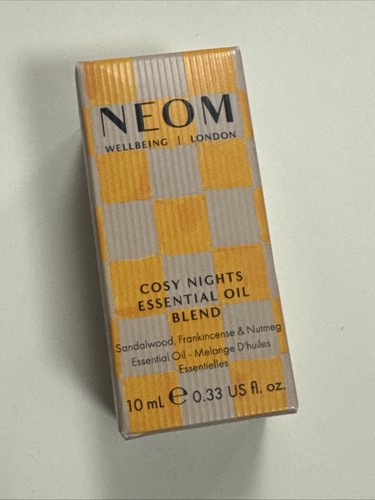 NEOM
WELLBEING | LONDON
COSY NIGHTS
ESSENTIAL OIL
BLEND
Sandalwood, Frankincense & Nutmeg
Essential Oil - Melange D'huiles
Essentielles
10 mL ℮ 0.33 US fl. oz.